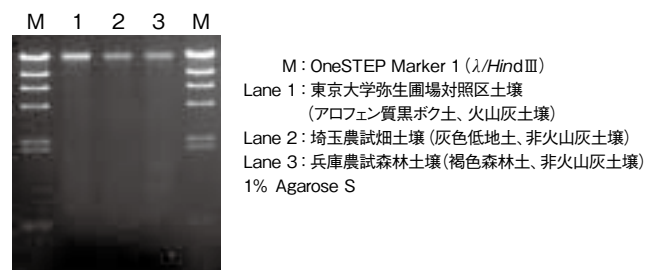 M 1 2 3 M
M：OneSTEP Marker 1（λ/HindⅢ）
Lane 1：東京大学弥生圃場対照区土壌
（アロフェン質黒ボク土、火山灰土壌）
Lane 2：埼玉農試畑土壌（灰色低地土、非火山灰土壌）
Lane 3：兵庫農試森林土壌（褐色森林土、非火山灰土壌）
1% Agarose S